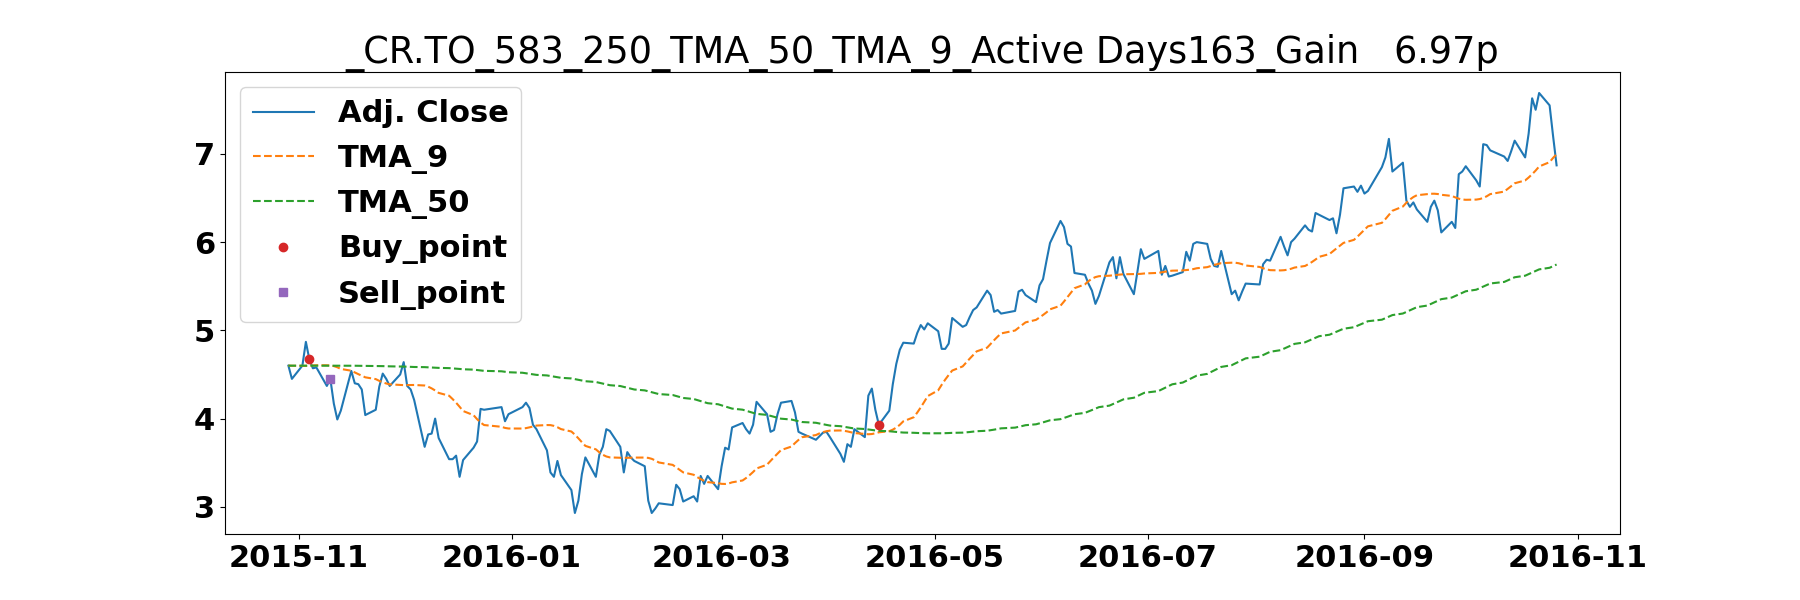 _CR.TO_583_250_TMA_50_TMA_9_Active Days163_Gain   6.97p
Adj. Close
TMA_9
TMA_50
Buy_point
Sell_point
7
6
5
4
3
2015-11 2016-01 2016-03 2016-05 2016-07 2016-09 2016-11